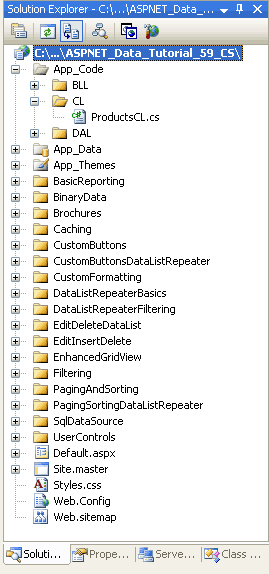 Solution Explorer - C:\...\ASPNET_Data_...
C:\...\ASPNET_Data_Tutorial_59_CS\
App_Code
BLL
CL
ProductsCL.cs
DAL
App_Data
App_Themes
BasicReporting
BinaryData
Brochures
Caching
CustomButtons
CustomButtonsDataListRepeater
CustomFormatting
DataListRepeaterBasics
DataListRepeaterFiltering
EditDeleteDataList
EditInsertDelete
EnhancedGridView
Filtering
PagingAndSorting
PagingSortingDataListRepeater
SqlDataSource
UserControls
Default.aspx
Site.master
Styles.css
Web.Config
Web.sitemap
Soluti... Prope... Serve... Class ...